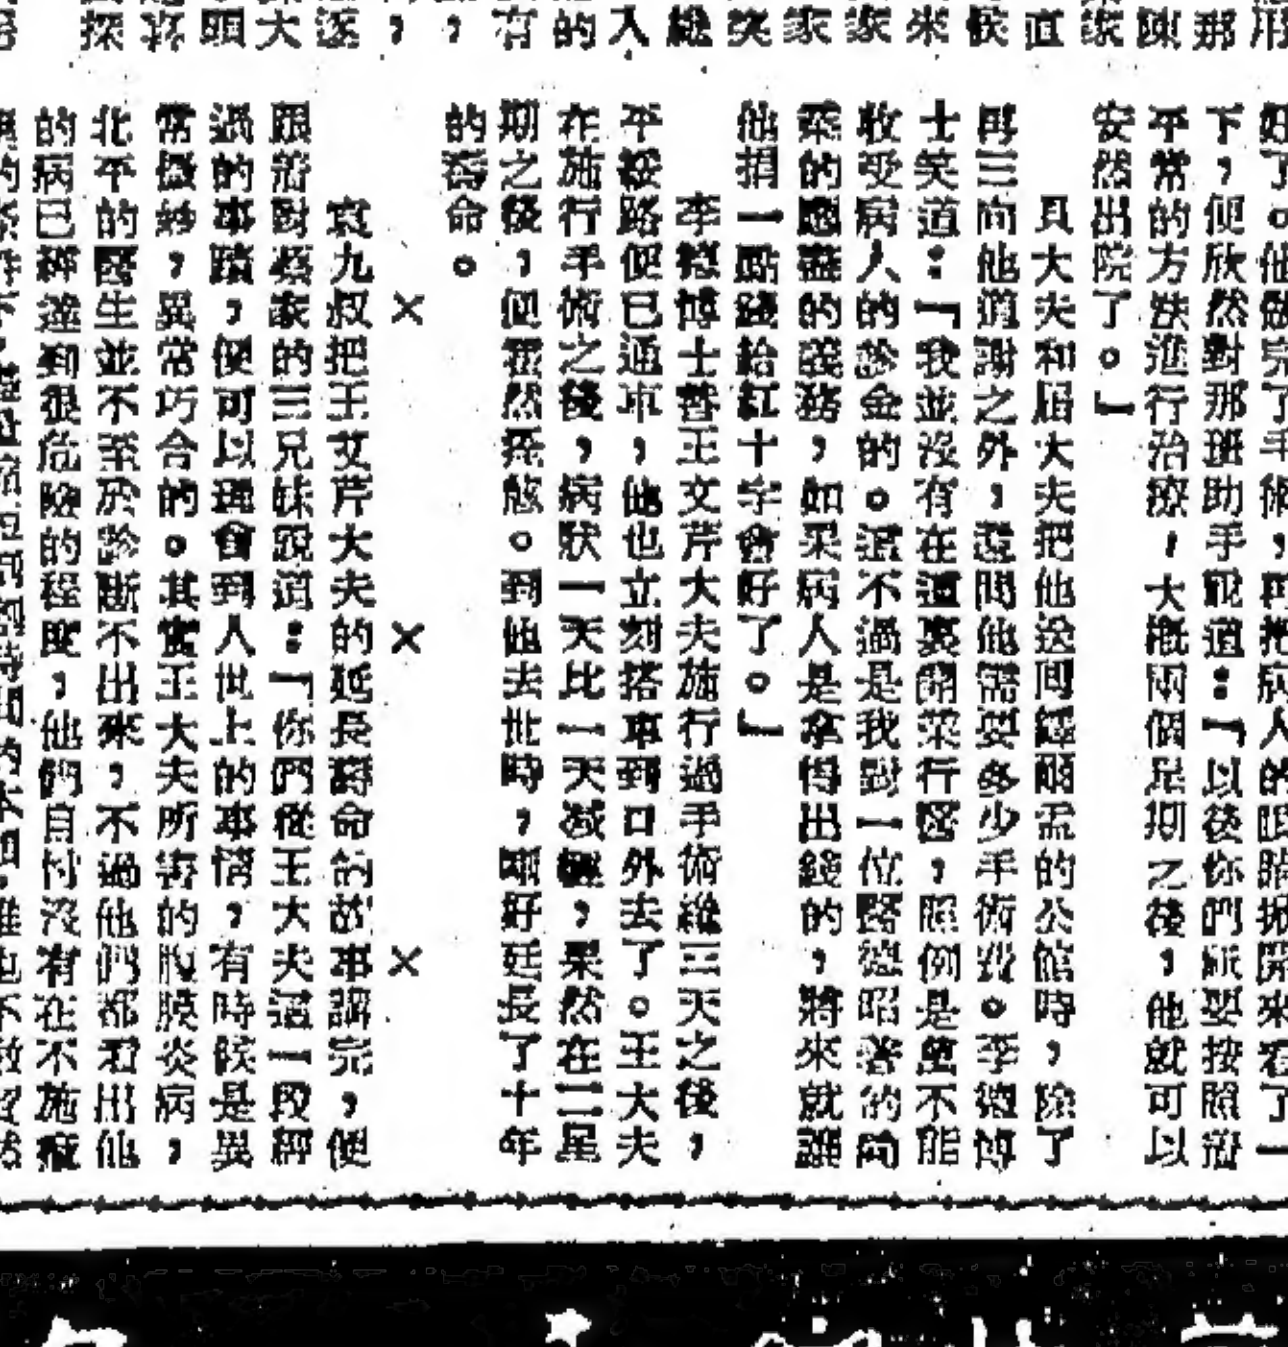 好了。他做完了手術，再把病人的眼睛撥開來看了一
下，便欣然對那班助手說道：「以後你們祇要按照着
平常的方法進行治療，大概兩個星期之後，他就可以
安然出院了。」
貝大夫和屈大夫把他送回鐸爾孟的公館時，除了
再三向他道謝之外，還問他需要多少手術費。李德博
士笑道：「我並沒有在這裏開業行醫，照例是萬不能
收受病人的診金的。這不過是我對一位醫德昭著的同
業的應盡的義務，如果病人是拿得出錢的，將來就讓
他捐一點錢給紅十字會好了。」
李德博士替王文芹大夫施行過手術纔三天之後，
平綏路便已通車，他也立刻搭車到口外去了。王大夫
在施行手術之後，病狀一天比一天減輕，果然在二星
期之後，便霍然痊愈。到他去世時，剛好延長了十年
的壽命。
×　×　×
袁九叔把王文芹大夫的延長壽命的故事講完，便
跟着對蔡家的三兄妹說道：「你們從王大夫這一段經
過的事蹟，便可以理會到人世上的事情，有時候是異
常微妙，異常巧合的。其實王大夫所害的腹膜炎病，
北平的醫生並不至於診斷不出來，不過他們都看出他
的病已經達到很危險的程度，他們自忖沒有在不施麻